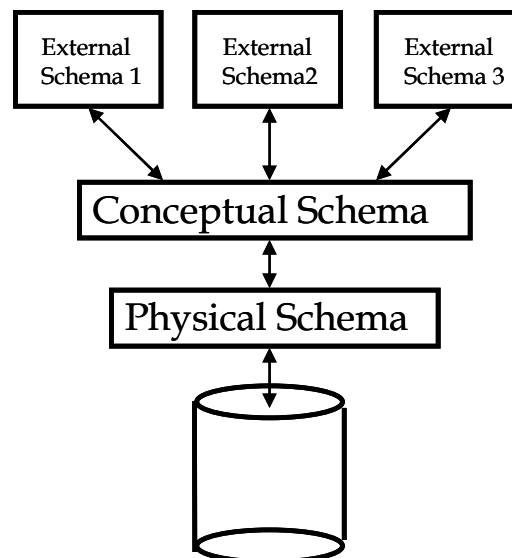 External
Schema 1
External
Schema2
External
Schema 3
Conceptual Schema
Physical Schema